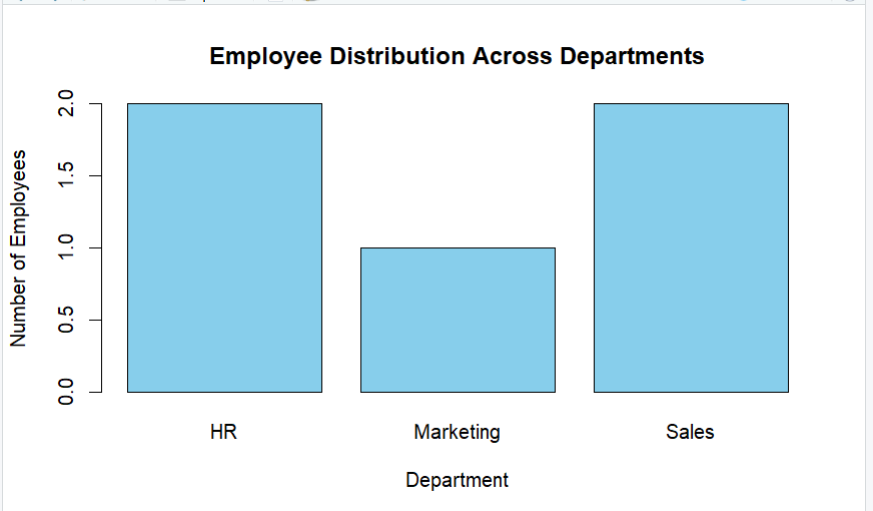 Employee Distribution Across Departments
Number of Employees
2.0
1.5
1.0
0.5
0.0
HR
Marketing
Sales
Department